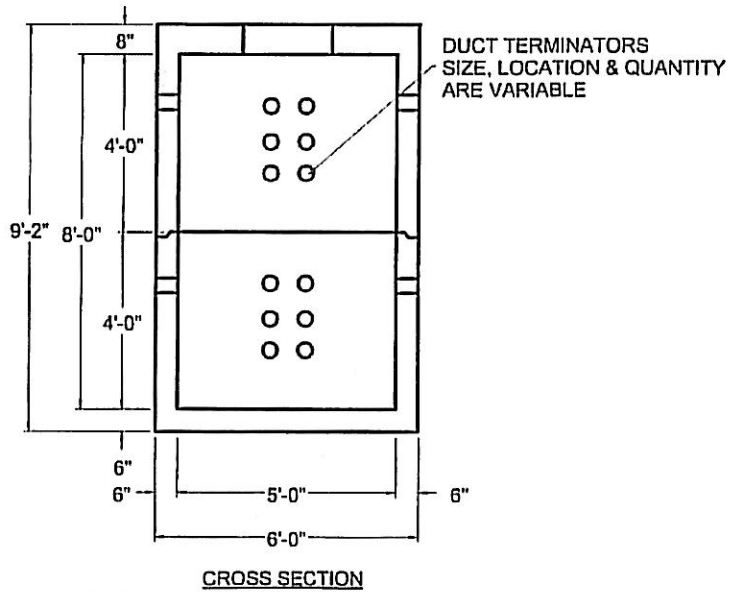 8"
DUCT TERMINATORS
SIZE, LOCATION & QUANTITY
ARE VARIABLE
4'-0"
9'-2"
8'-0"
4'-0"
6"
6"
5'-0"
6"
6'-0"
CROSS SECTION